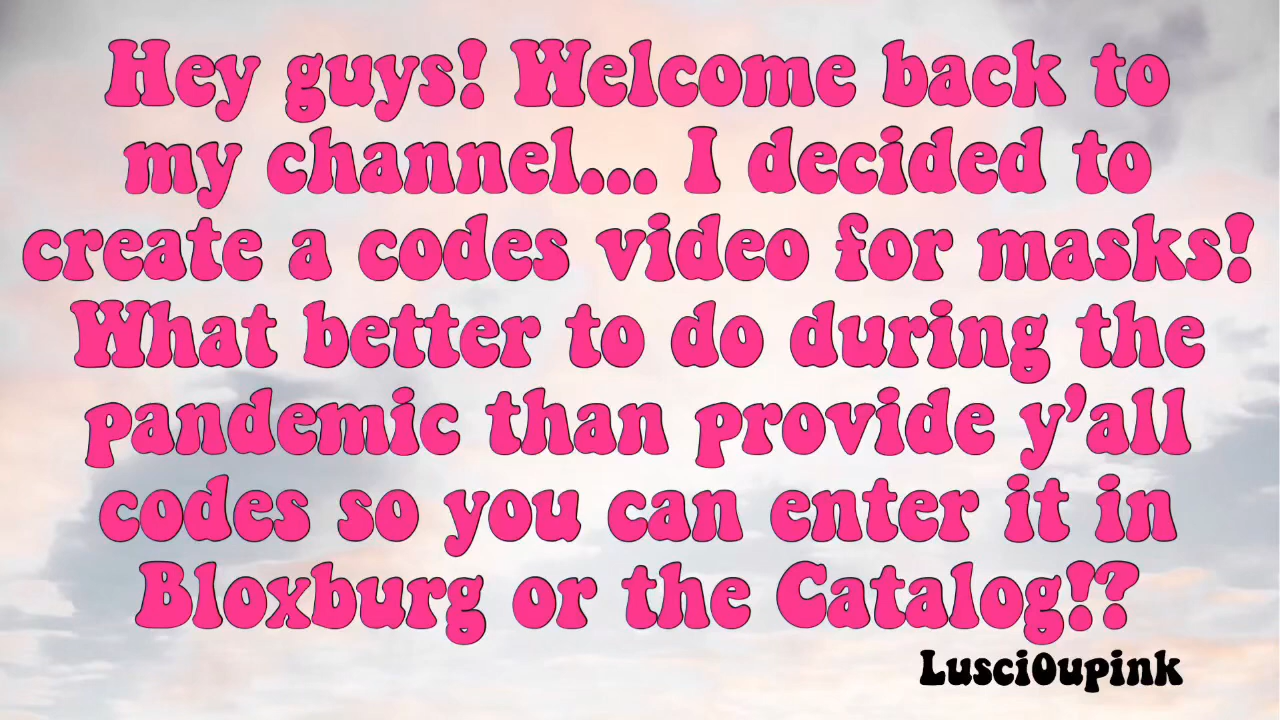 Hey guys! Welcome back to
my channel... I decided to
create a codes video for masks!
What better to do during the
pandemic than provide y'all
codes so you can enter it in
Bloxburg or the Catalog!?
Lusci0upink